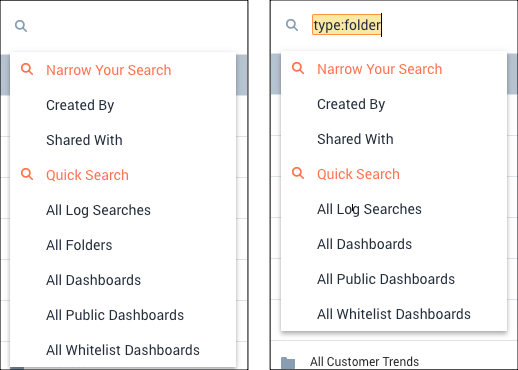 Narrow Your Search
Created By
Shared With
Quick Search
All Log Searches
All Folders
All Dashboards
All Public Dashboards
All Whitelist Dashboards
type:folder
Narrow Your Search
Created By
Shared With
Quick Search
All Log Searches
All Dashboards
All Public Dashboards
All Whitelist Dashboards
All Customer Trends